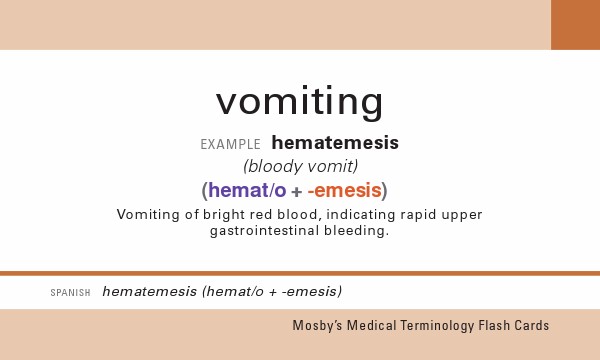 vomiting
EXAMPLE hematemesis
(bloody vomit)
(hemat/o + -emesis)
Vomiting of bright red blood, indicating rapid upper
gastrointestinal bleeding.
SPANISH hematemesis (hemat/o + -emesis)
Mosby's Medical Terminology Flash Cards